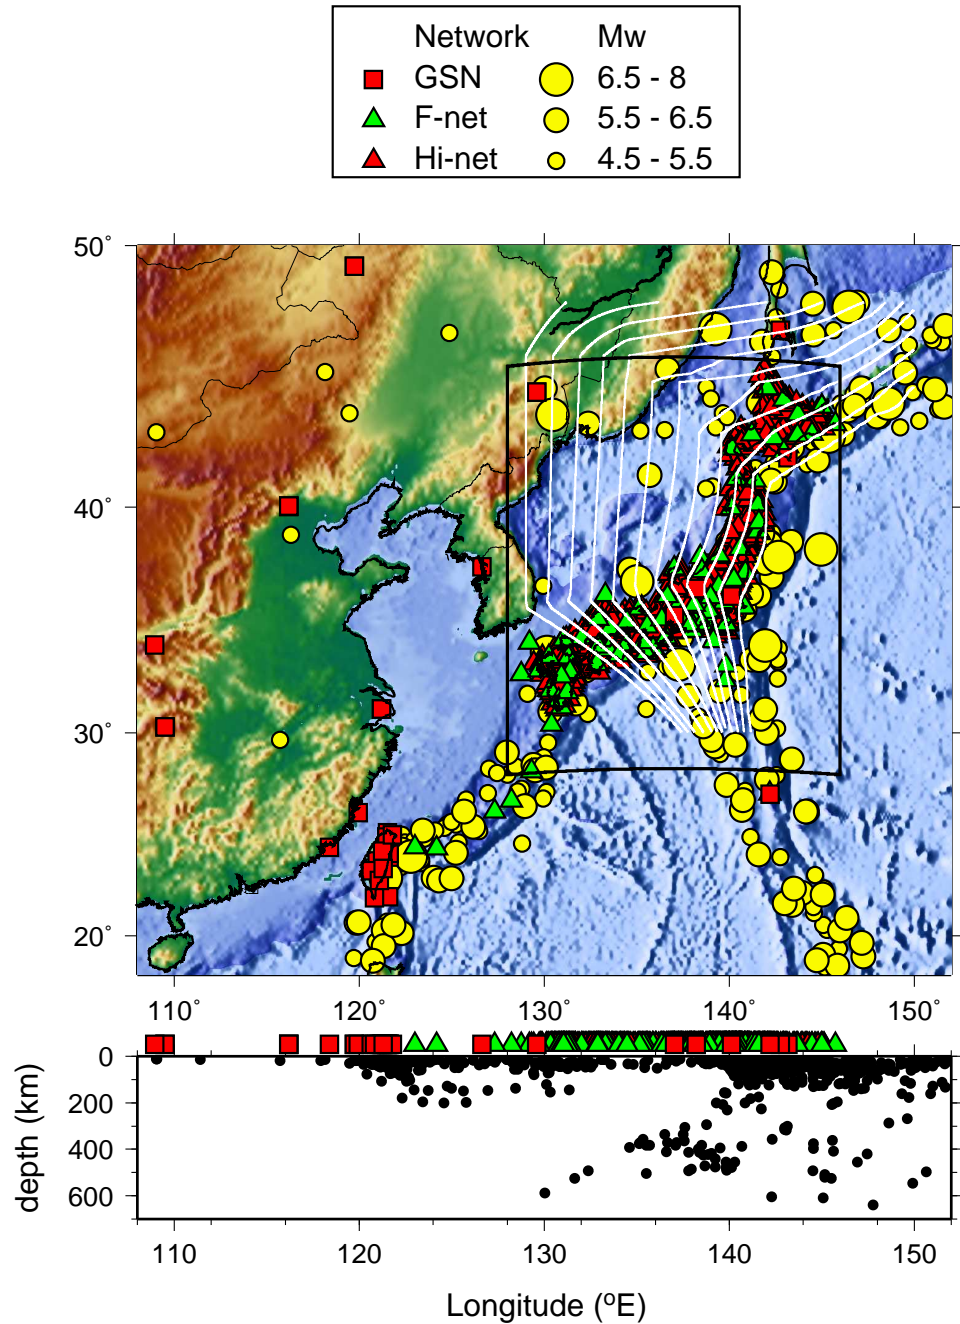 Network Mw
GSN 6.5 - 8
F-net 5.5 - 6.5
Hi-net 4.5 - 5.5
50°
40°
30°
20°
110° 120° 130° 140° 150°
0
200
400
600
depth (km)
110 120 130 140 150
Longitude (°E)